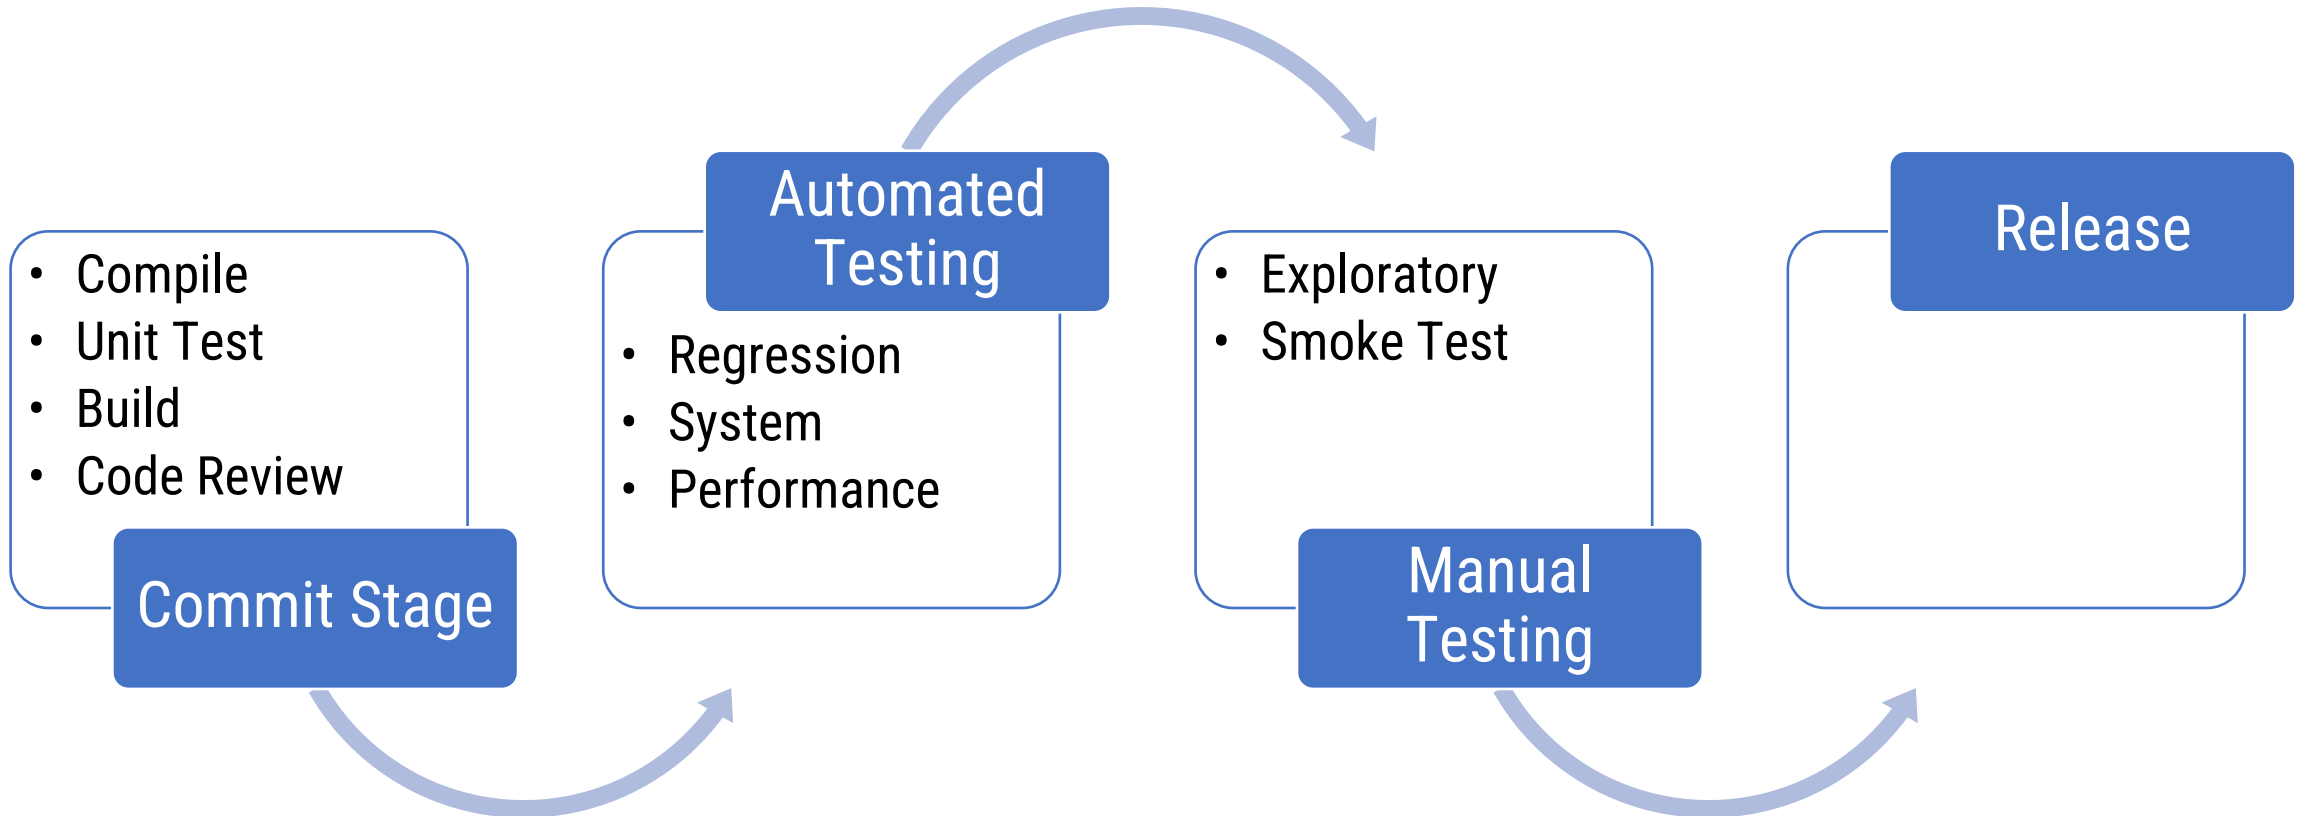 • Compile
• Unit Test
• Build
• Code Review
Commit Stage
Automated
Testing
• Regression
• System
• Performance
• Exploratory
• Smoke Test
Manual
Testing
Release